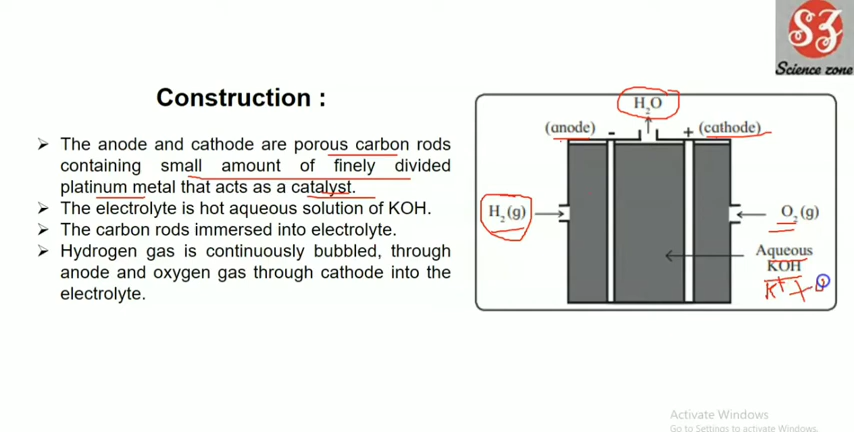 SZ
Science zone
Construction :
➢ The anode and cathode are porous carbon rods
containing small amount of finely divided
platinum metal that acts as a catalyst.
➢ The electrolyte is hot aqueous solution of KOH.
➢ The carbon rods immersed into electrolyte.
➢ Hydrogen gas is continuously bubbled, through
anode and oxygen gas through cathode into the
electrolyte.
H₂O
(anode) - + (cathode)
H₂(g) O₂(g)
Aqueous
KOH
K⁺ +
Activate Windows
Go to Settings to activate Windows.